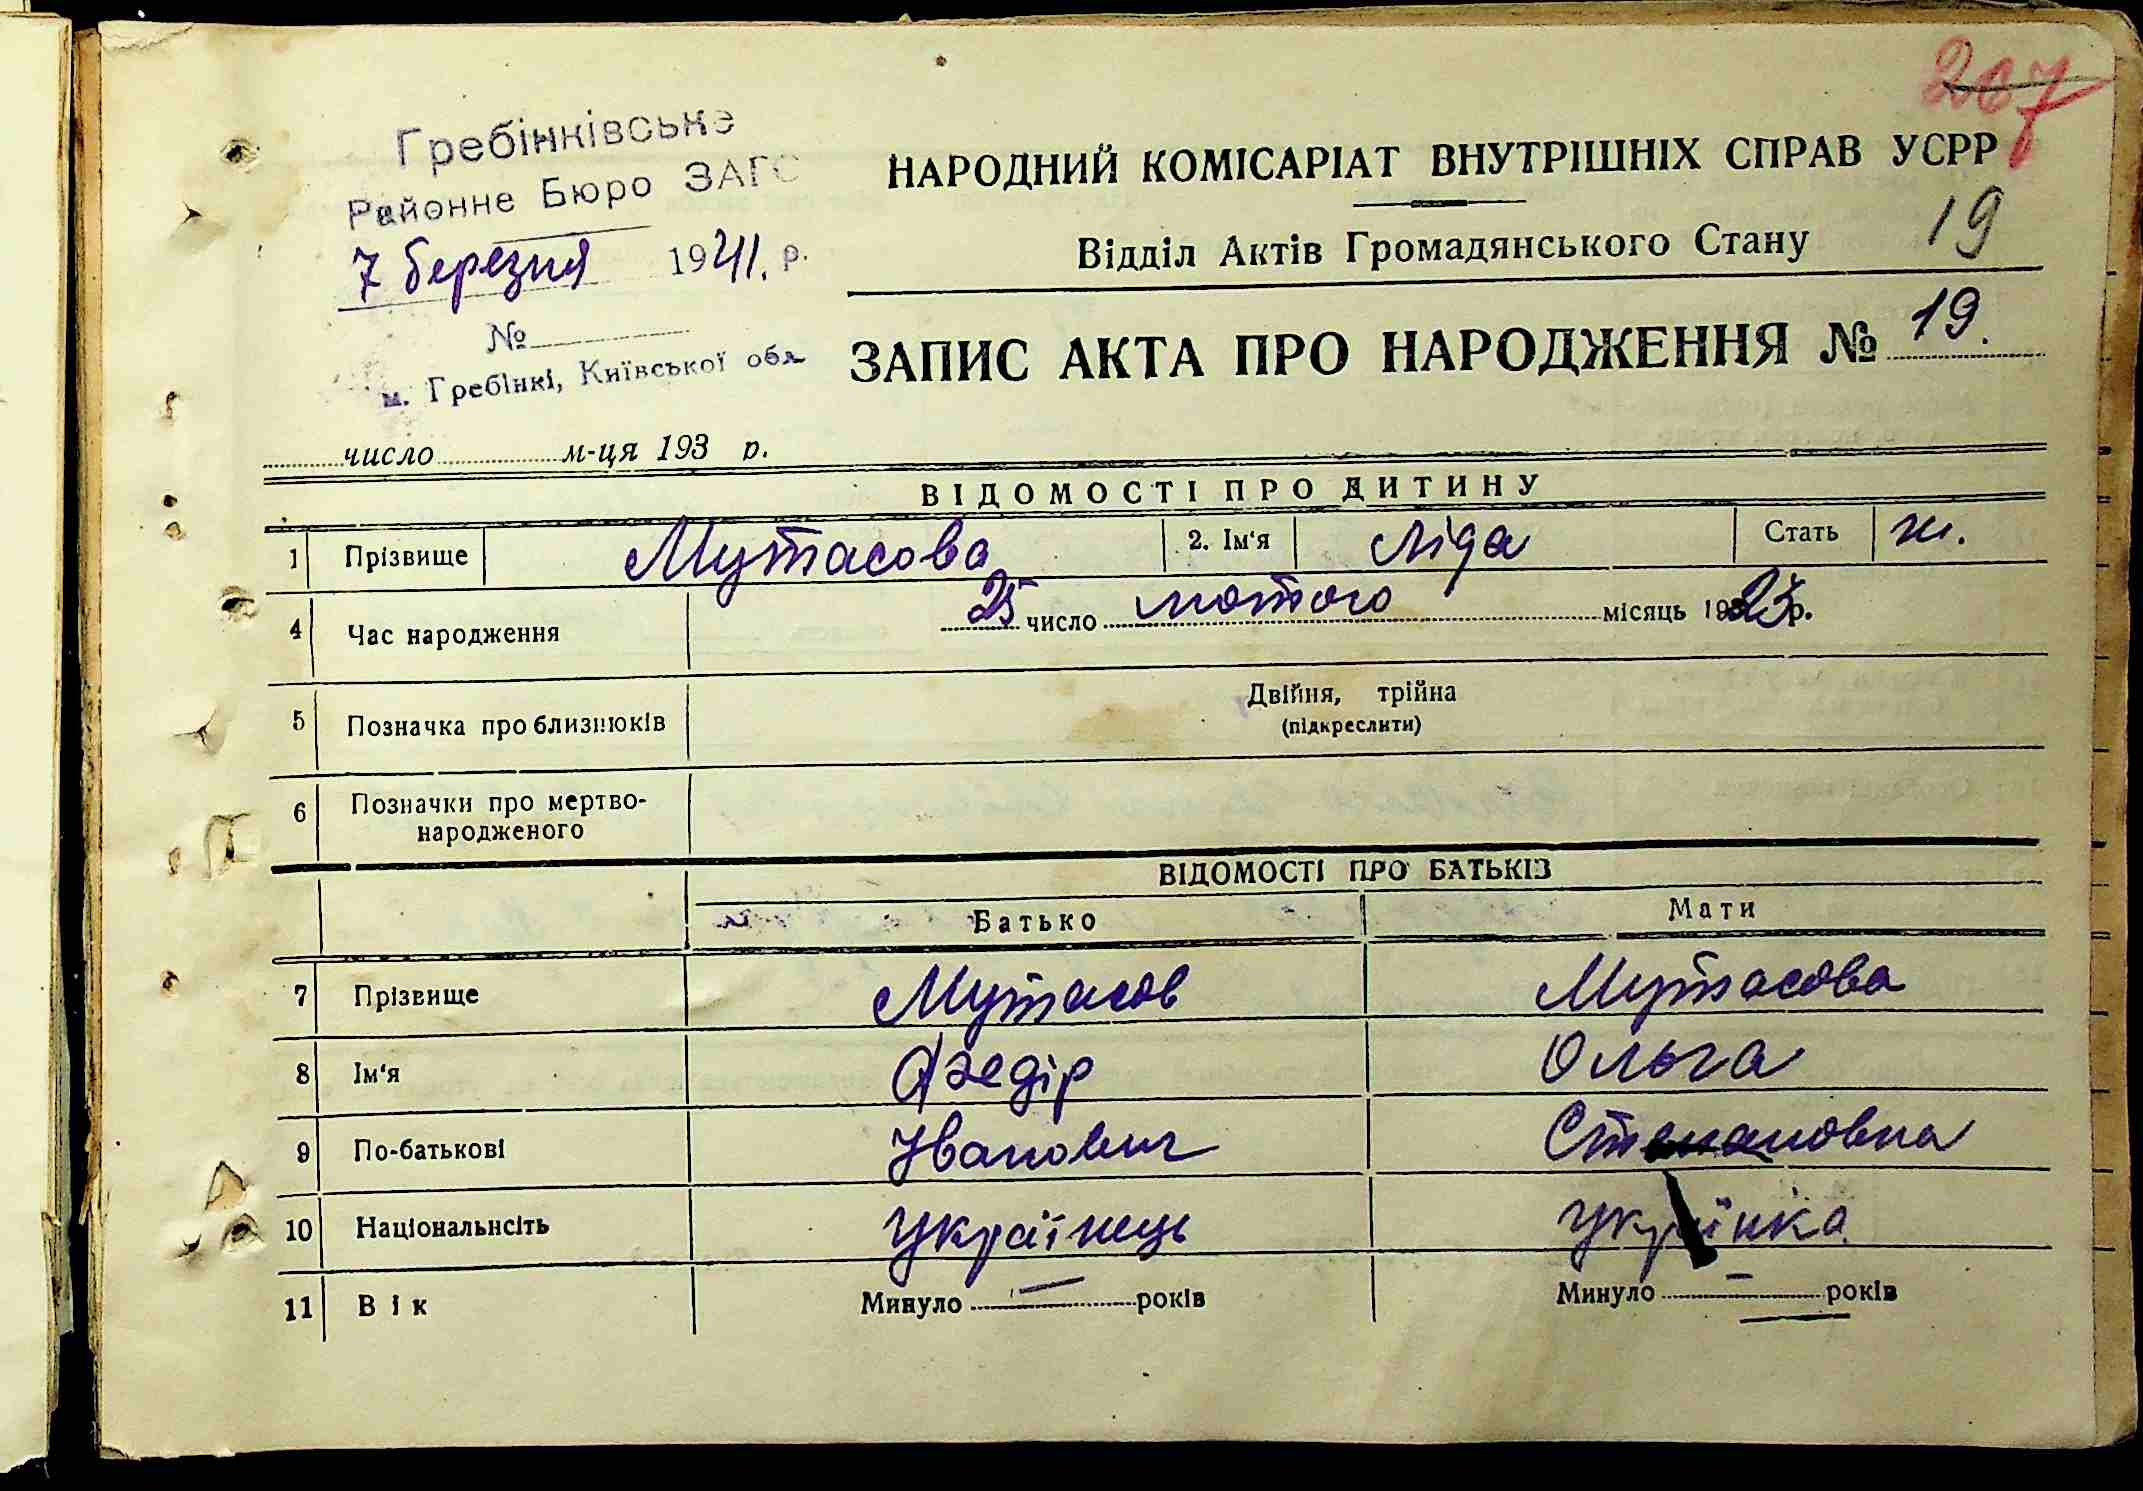 207
Гребінківське
Районне Бюро ЗАГС
7 березня 1941. р.
№
м. Гребінкі, Київської обл.
НАРОДНИЙ КОМІСАРІАТ ВНУТРІШНІХ СПРАВ УСРР
Відділ Актів Громадянського Стану 19
ЗАПИС АКТА ПРО НАРОДЖЕННЯ № 19.
число м-ця 193 р.
ВІДОМОСТІ ПРО ДИТИНУ
1 Прізвище Мутасова 2. Ім'я Ліда Стать ж.
4 Час народження 25 число лютого місяць 1925 р.
5 Позначка про близнюків Двійня, трійна
(підкреслити)
6 Позначки про мертво-
народженого
ВІДОМОСТІ ПРО БАТЬКІВ
Батько Мати
7 Прізвище Мутасов Мутасова
8 Ім'я Федір Ольга
9 По-батькові Іванович Степановна
10 Національнсіть Українець Українка
11 Вік Минуло — років Минуло — років